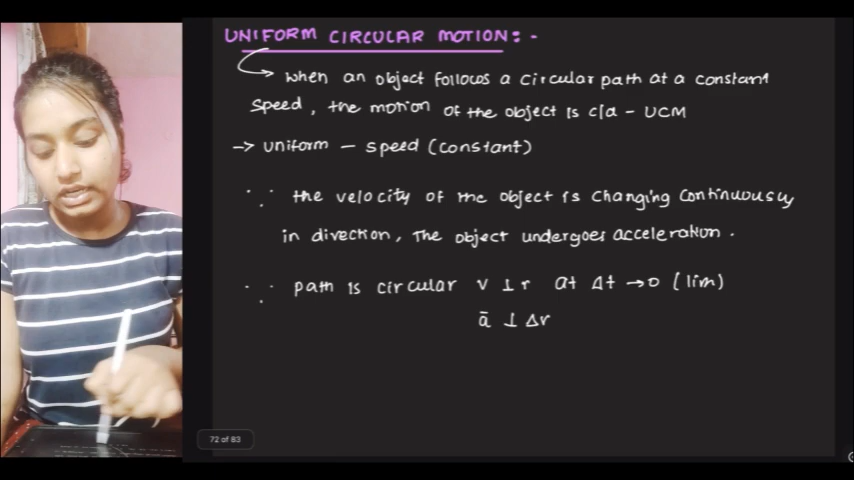 UNIFORM CIRCULAR MOTION: -
when an object follows a circular path at a constant
speed, the motion of the object is c/a - UCM
-> uniform - speed (constant)
∵ the velocity of the object is changing continuously
in direction, The object undergoes acceleration.
∵ path is circular v ⊥ r at Δt → 0 (lim)
ā ⊥ Δr
72 of 83